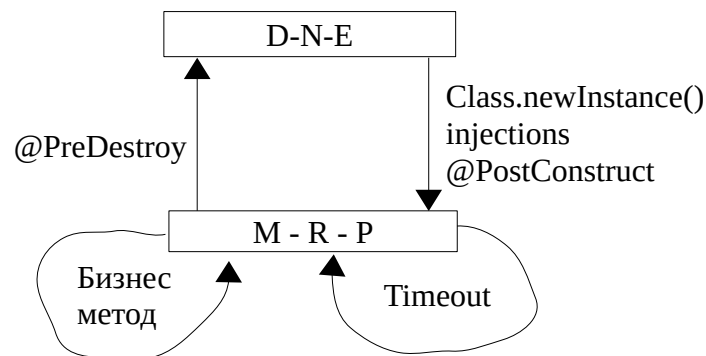 D-N-E
Class.newInstance()
injections
@PostConstruct
@PreDestroy
M - R - P
Бизнес
метод
Timeout